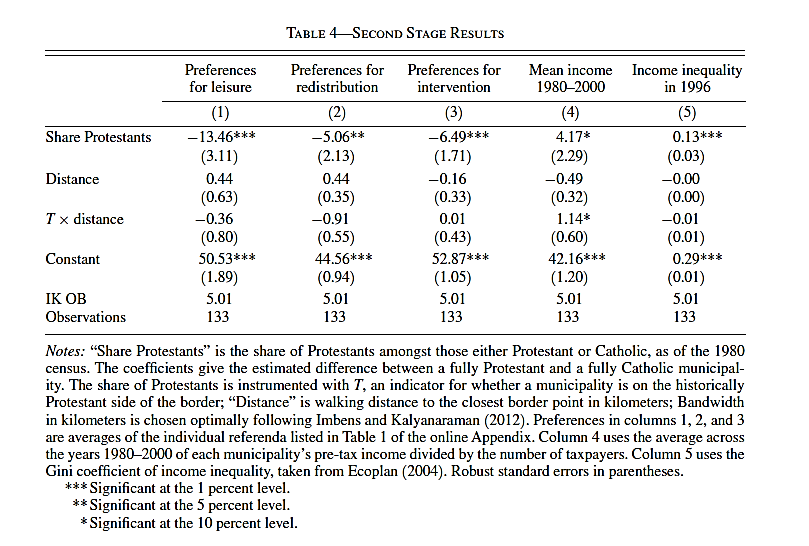 TABLE 4—SECOND STAGE RESULTS
Preferences for leisure Preferences for redistribution Preferences for intervention Mean income 1980–2000 Income inequality in 1996
(1) (2) (3) (4) (5)
Share Protestants −13.46*** −5.06** −6.49*** 4.17* 0.13***
(3.11) (2.13) (1.71) (2.29) (0.03)
Distance 0.44 0.44 −0.16 −0.49 −0.00
(0.63) (0.35) (0.33) (0.32) (0.00)
T × distance −0.36 −0.91 0.01 1.14* −0.01
(0.80) (0.55) (0.43) (0.60) (0.01)
Constant 50.53*** 44.56*** 52.87*** 42.16*** 0.29***
(1.89) (0.94) (1.05) (1.20) (0.01)
IK OB 5.01 5.01 5.01 5.01 5.01
Observations 133 133 133 133 133
Notes: “Share Protestants” is the share of Protestants amongst those either Protestant or Catholic, as of the 1980
census. The coefficients give the estimated difference between a fully Protestant and a fully Catholic municipal-
ity. The share of Protestants is instrumented with T, an indicator for whether a municipality is on the historically
Protestant side of the border; “Distance” is walking distance to the closest border point in kilometers; Bandwidth
in kilometers is chosen optimally following Imbens and Kalyanaraman (2012). Preferences in columns 1, 2, and 3
are averages of the individual referenda listed in Table 1 of the online Appendix. Column 4 uses the average across
the years 1980–2000 of each municipality’s pre-tax income divided by the number of taxpayers. Column 5 uses the
Gini coefficient of income inequality, taken from Ecoplan (2004). Robust standard errors in parentheses.
*** Significant at the 1 percent level.
** Significant at the 5 percent level.
* Significant at the 10 percent level.